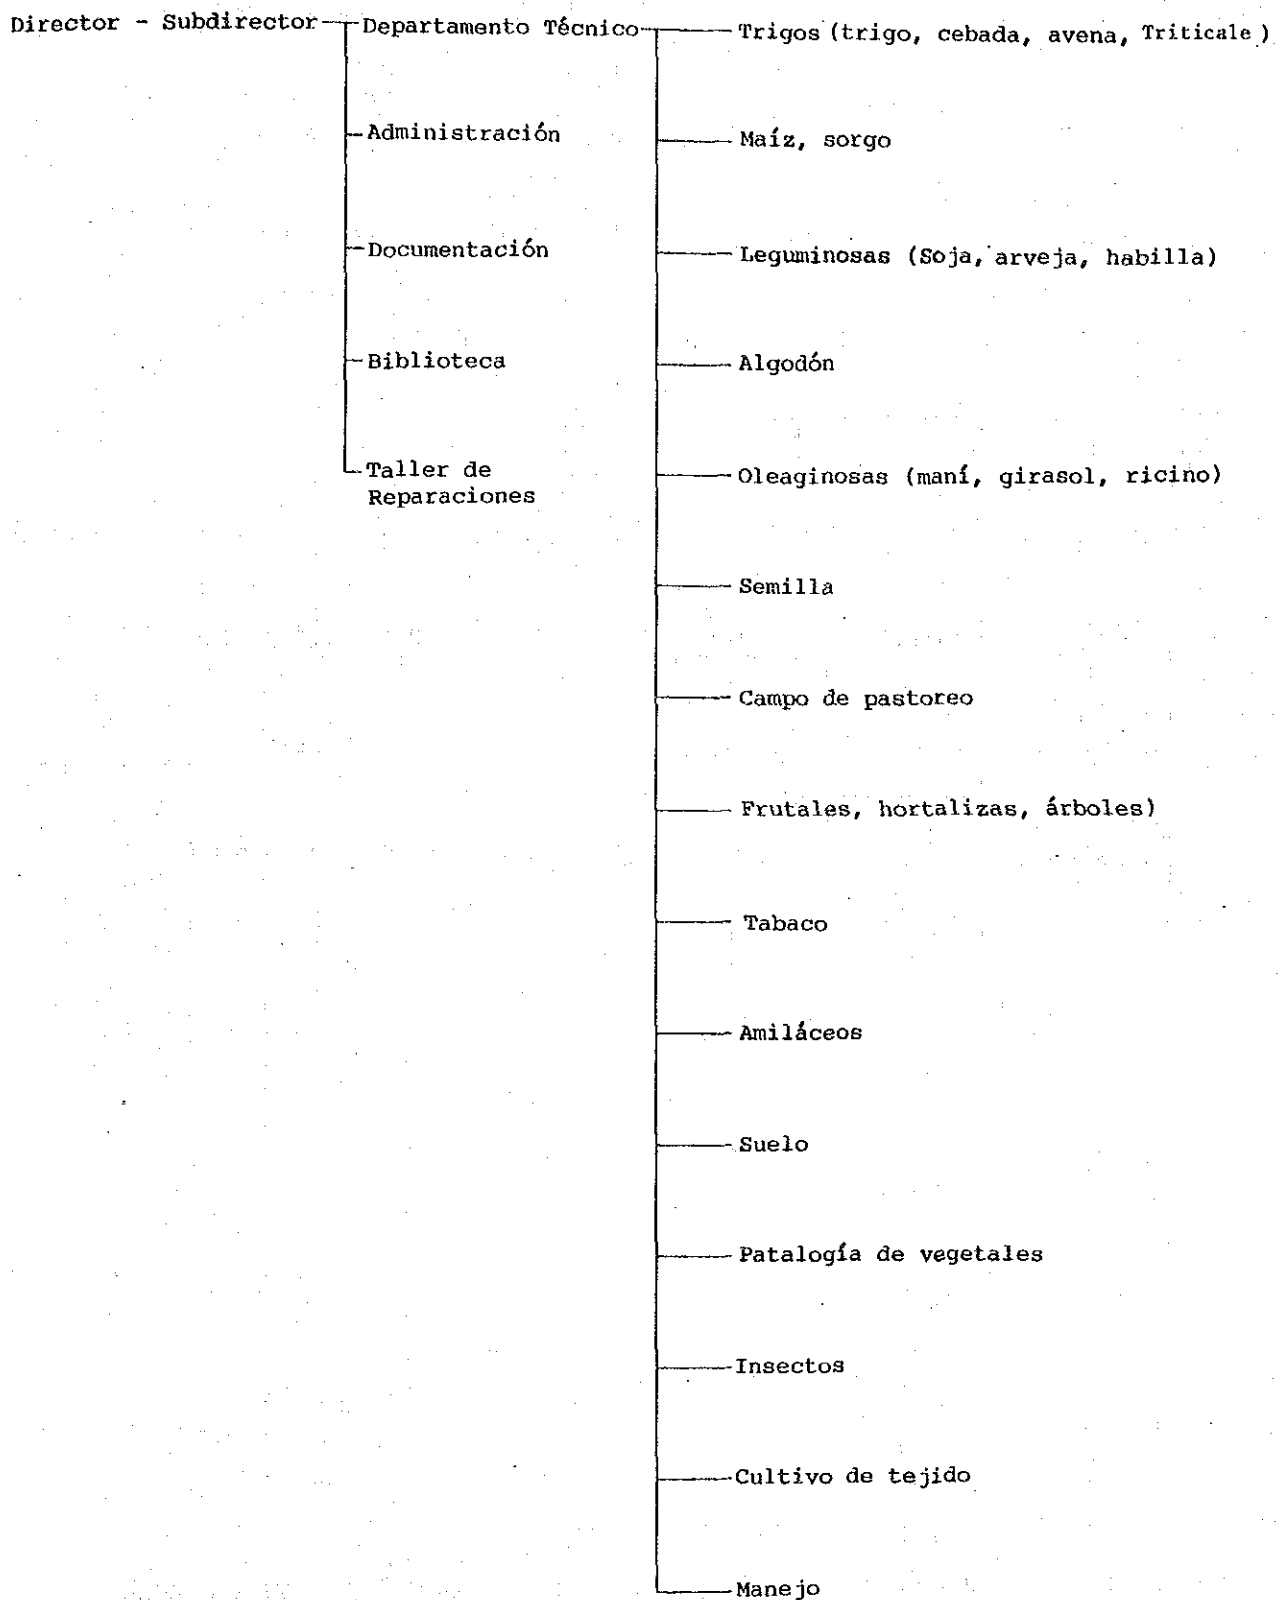 Director - Subdirector Departamento Técnico Trigos (trigo, cebada, avena, Triticale)
Administración
Maíz, sorgo
Documentación
Leguminosas (Soja, arveja, habilla)
Biblioteca
Algodón
Taller de
Reparaciones
Oleaginosas (maní, girasol, ricino)
Semilla
Campo de pastoreo
Frutales, hortalizas, árboles)
Tabaco
Amiláceos
Suelo
Patalogía de vegetales
Insectos
Cultivo de tejido
Manejo